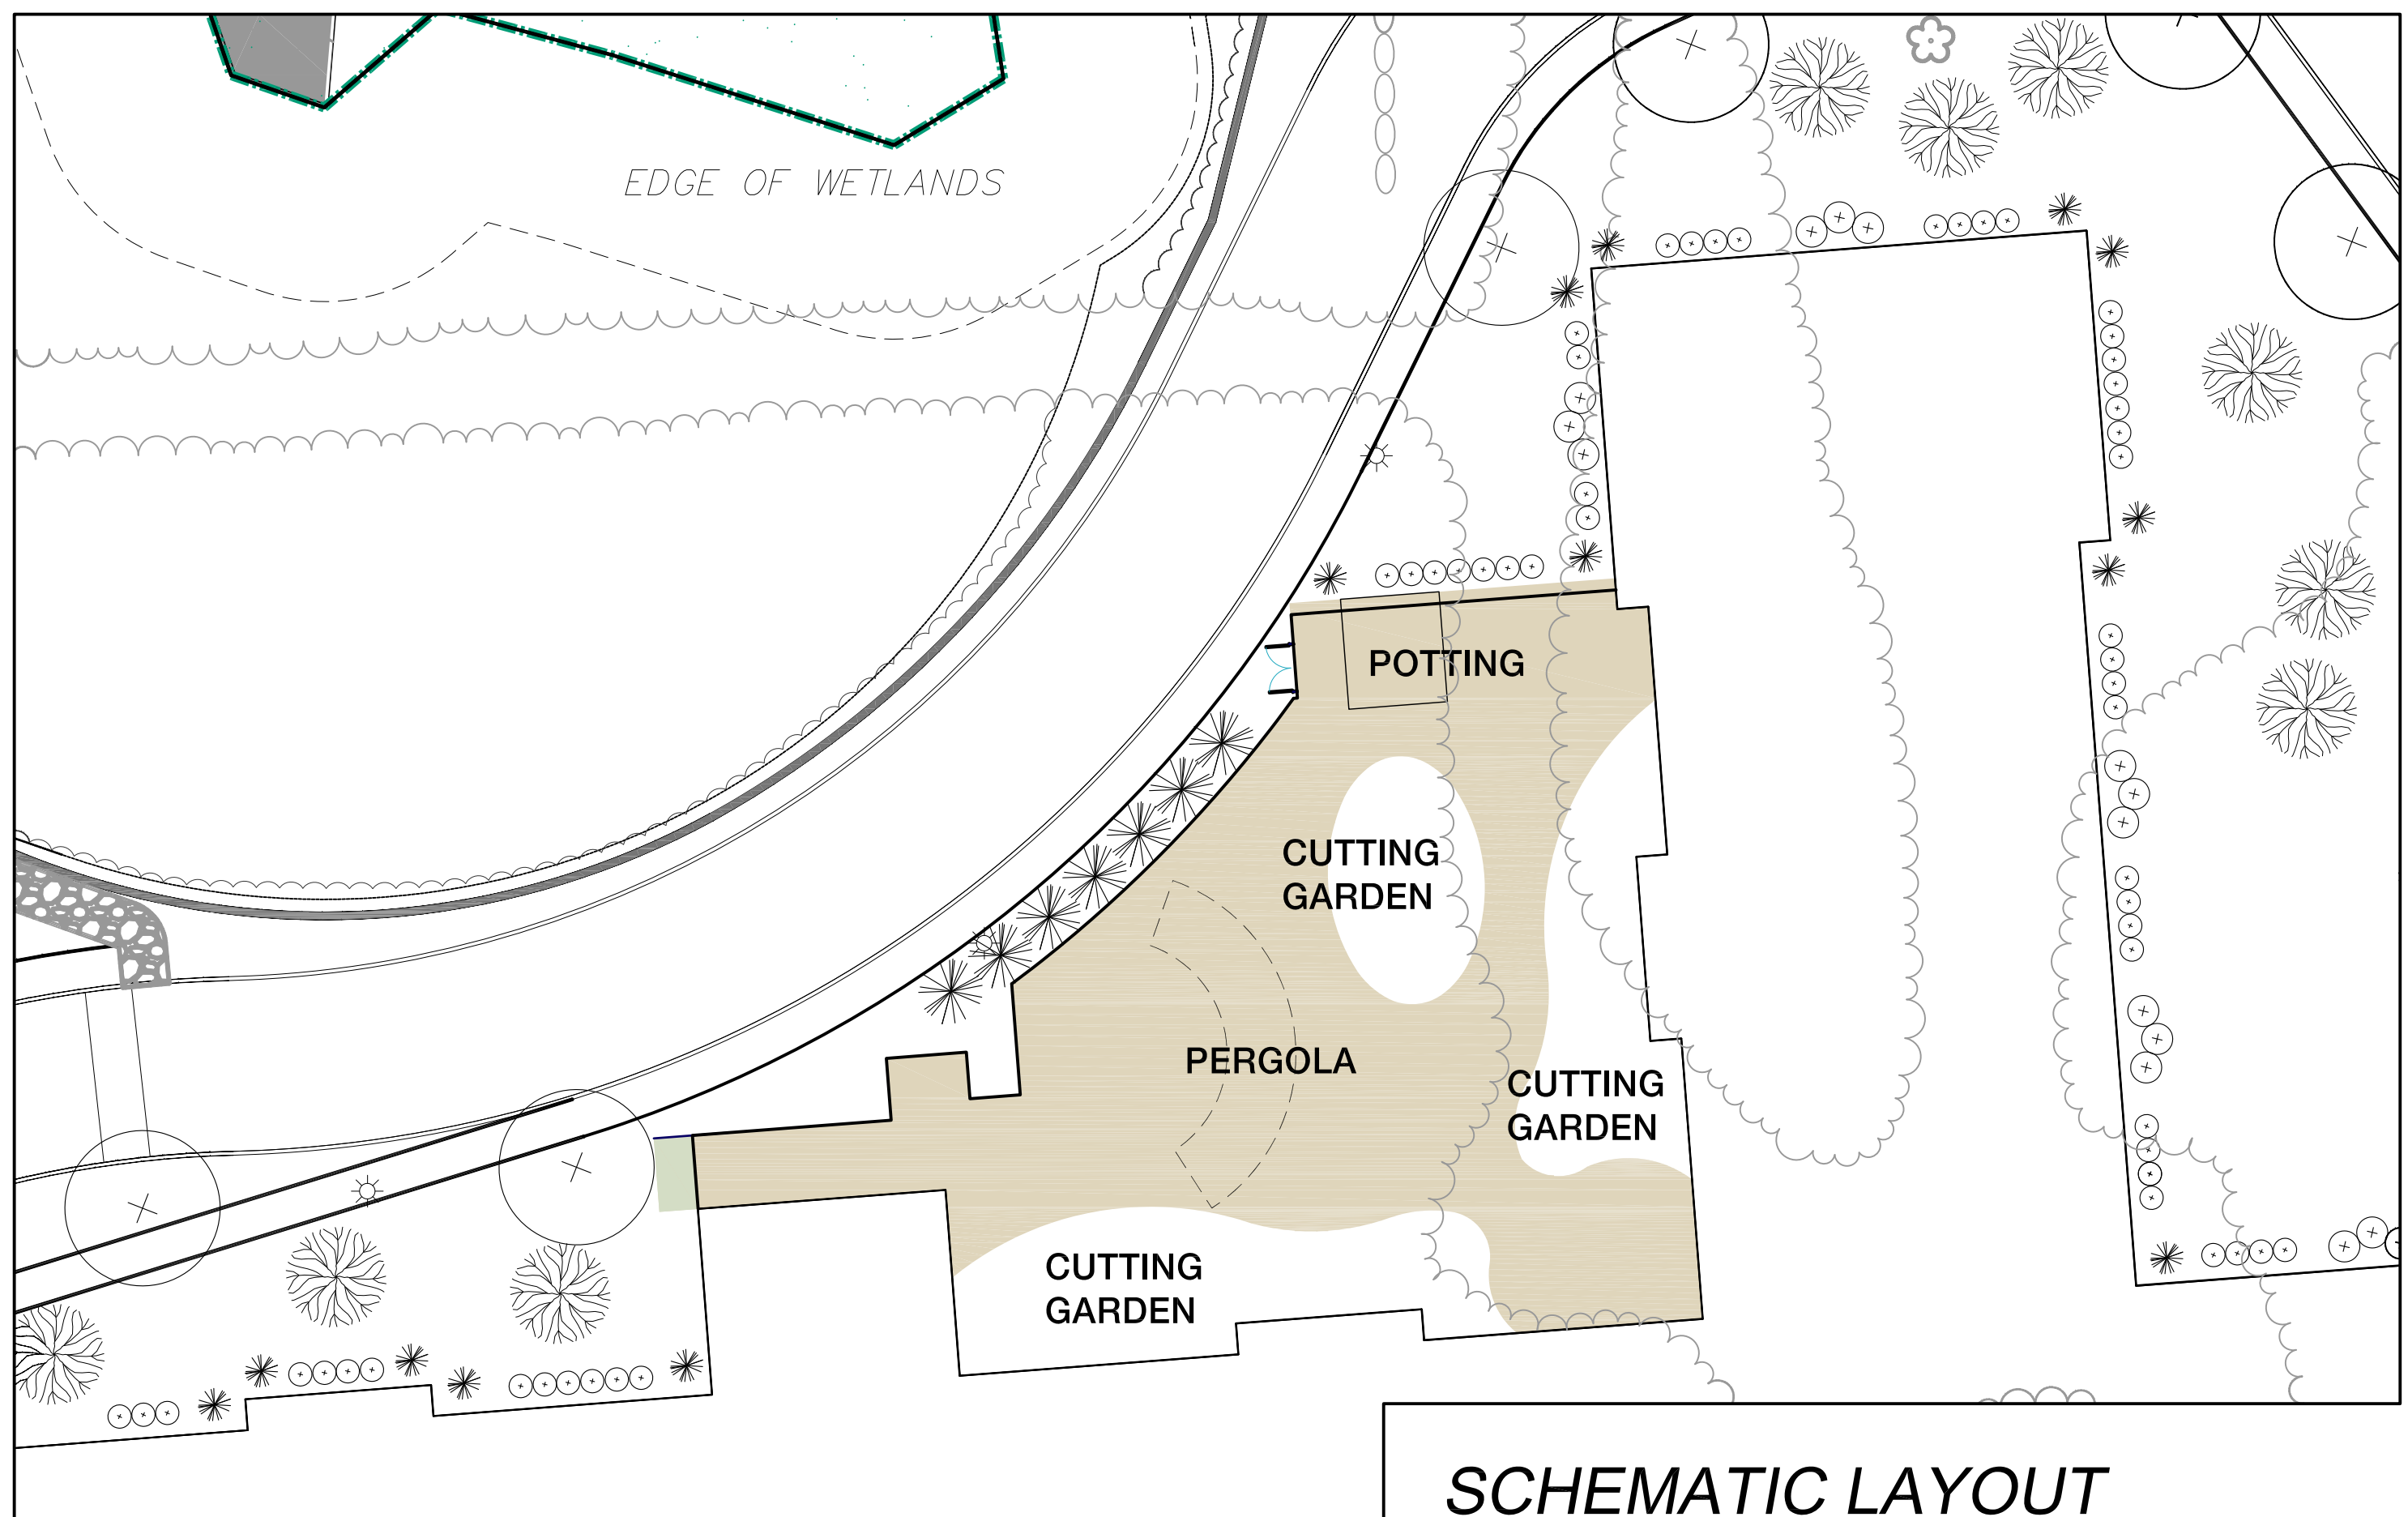 EDGE OF WETLANDS
POTTING
CUTTING
GARDEN
PERGOLA
CUTTING
GARDEN
CUTTING
GARDEN
SCHEMATIC LAYOUT